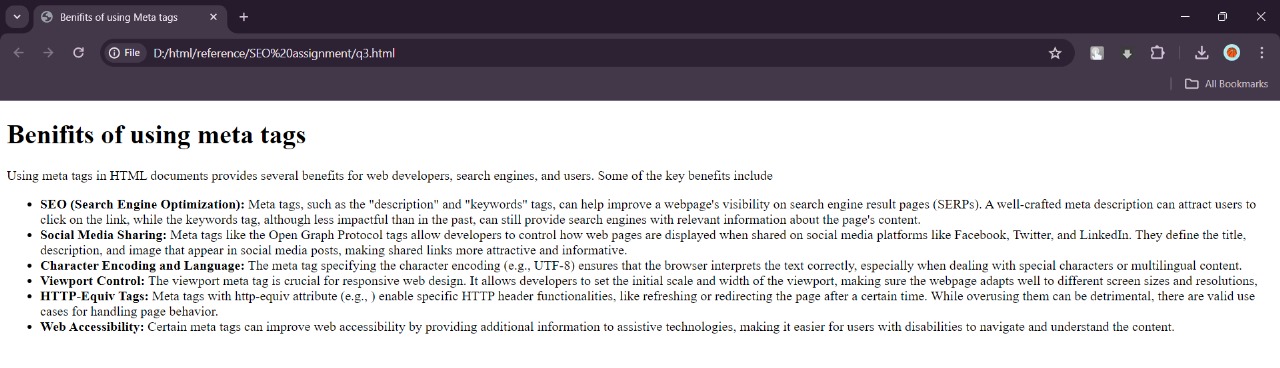 Benifits of using Meta tags
File
D:/html/reference/SEO%20assignment/q3.html
All Bookmarks
Benifits of using meta tags
Using meta tags in HTML documents provides several benefits for web developers, search engines, and users. Some of the key benefits include
• SEO (Search Engine Optimization): Meta tags, such as the "description" and "keywords" tags, can help improve a webpage's visibility on search engine result pages (SERPs). A well-crafted meta description can attract users to
click on the link, while the keywords tag, although less impactful than in the past, can still provide search engines with relevant information about the page's content.
• Social Media Sharing: Meta tags like the Open Graph Protocol tags allow developers to control how web pages are displayed when shared on social media platforms like Facebook, Twitter, and LinkedIn. They define the title,
description, and image that appear in social media posts, making shared links more attractive and informative.
• Character Encoding and Language: The meta tag specifying the character encoding (e.g., UTF-8) ensures that the browser interprets the text correctly, especially when dealing with special characters or multilingual content.
• Viewport Control: The viewport meta tag is crucial for responsive web design. It allows developers to set the initial scale and width of the viewport, making sure the webpage adapts well to different screen sizes and resolutions,
• HTTP-Equiv Tags: Meta tags with http-equiv attribute (e.g., ) enable specific HTTP header functionalities, like refreshing or redirecting the page after a certain time. While overusing them can be detrimental, there are valid use
cases for handling page behavior.
• Web Accessibility: Certain meta tags can improve web accessibility by providing additional information to assistive technologies, making it easier for users with disabilities to navigate and understand the content.